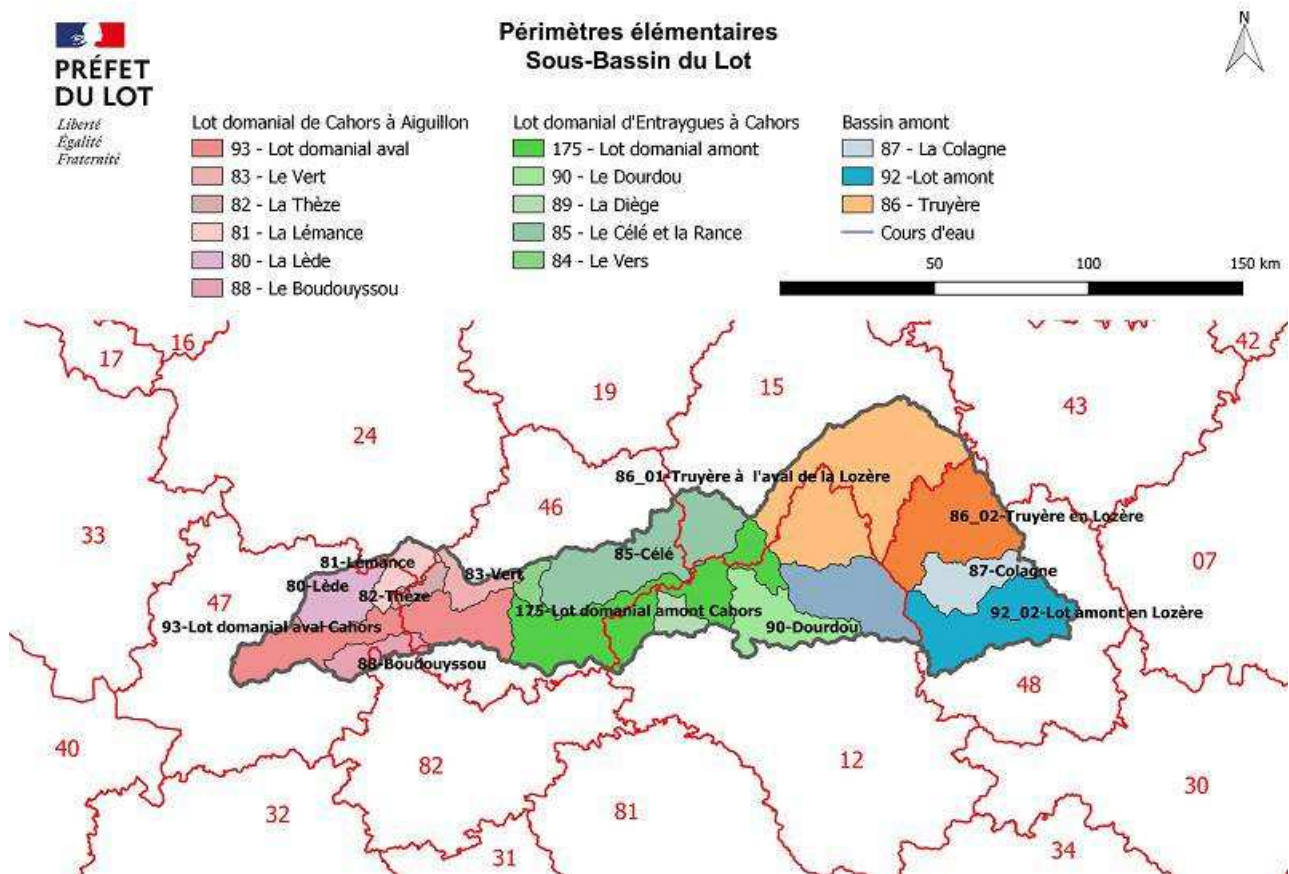 PRÉFET
DU LOT
Liberté
Égalité
Fraternité
Périmètres élémentaires
Sous-Bassin du Lot
N
Lot domanial de Cahors à Aiguillon
93 - Lot domanial aval
83 - Le Vert
82 - La Thèze
81 - La Lémance
80 - La Lède
88 - Le Boudouyssou
Lot domanial d'Entraygues à Cahors
175 - Lot domanial amont
90 - Le Dourdou
89 - La Diège
85 - Le Célé et la Rance
84 - Le Vers
Bassin amont
87 - La Colagne
92 -Lot amont
86 - Truyère
Cours d'eau
50 100 150 km
17 16 42
19 15 43
24
86_01-Truyère à l'aval de la Lozère
46
86_02-Truyère en Lozère
33
85-Célé
07
81-Lémance
87-Colagne
80-Lède
83-Vert
82-Thèze
47
175-Lot domanial amont Cahors
92_02-Lot amont en Lozère
93-Lot domanial aval Cahors
90-Dourdou
88-Boudouyssou
48
40
82
12
30
32
81
31
34